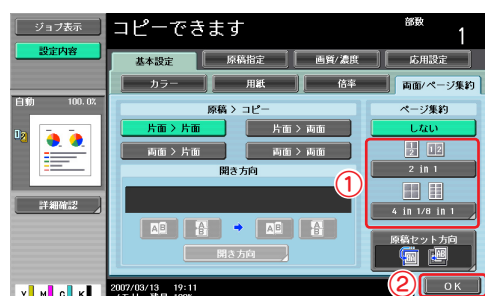 ジョブ表示
コピーできます
部数
1
設定内容
基本設定
原稿指定
画質/濃度
応用設定
カラー
用紙
倍率
両面/ページ集約
自動 100.0%
原稿 > コピー
ページ集約
片面 > 片面
片面 > 両面
しない
両面 > 片面
両面 > 両面
1 2
開き方向
①
2 in 1
AB
A
B
AB
A
B
4 in 1/8 in 1
詳細確認
開き方向
原稿セット方向
②
OK
2007/03/13 19:11
Y M C K